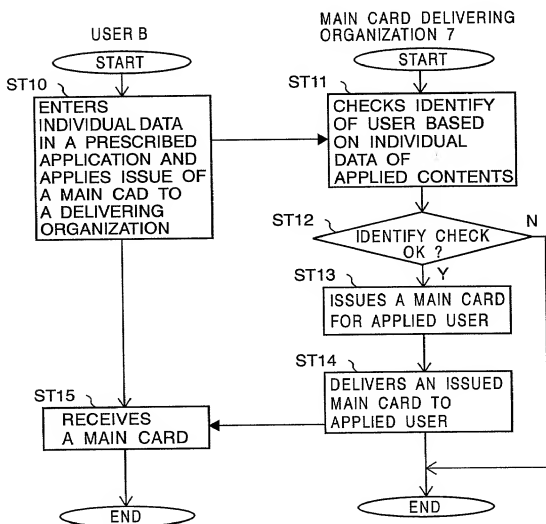 USER B
START
ST10
ENTERS
INDIVIDUAL DATA
IN A PRESCRIBED
APPLICATION AND
APPLIES ISSUE OF
A MAIN CAD TO
A DELIVERING
ORGANIZATION
ST15
RECEIVES
A MAIN CARD
END
MAIN CARD DELIVERING
ORGANIZATION 7
START
ST11
CHECKS IDENTIFY
OF USER BASED
ON INDIVIDUAL
DATA OF
APPLIED CONTENTS
ST12
IDENTIFY CHECK
OK ?
N
Y
ST13
ISSUES A MAIN CARD
FOR APPLIED USER
ST14
DELIVERS AN ISSUED
MAIN CARD TO
APPLIED USER
END